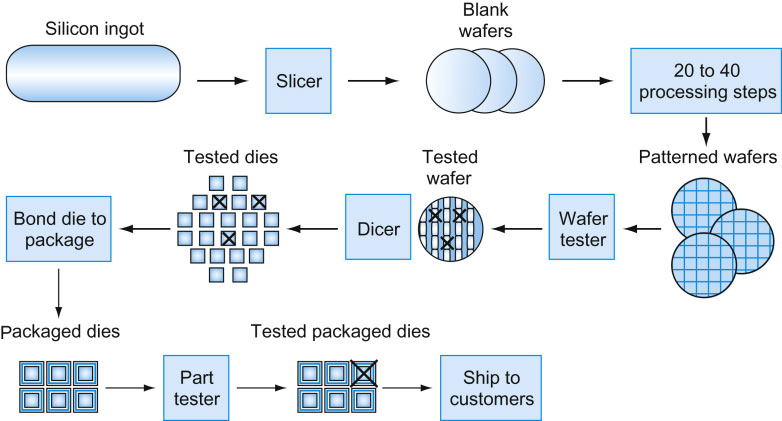 Silicon ingot
Slicer
Blank
wafers
20 to 40
processing steps
Patterned wafers
Wafer
tester
Tested
wafer
Dicer
Tested dies
Bond die to
package
Packaged dies
Part
tester
Tested packaged dies
Ship to
customers